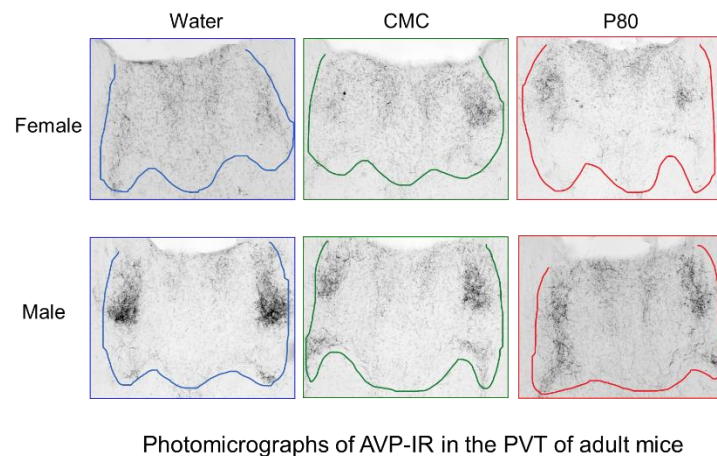 Water CMC P80
Female
Male
Photomicrographs of AVP-IR in the PVT of adult mice